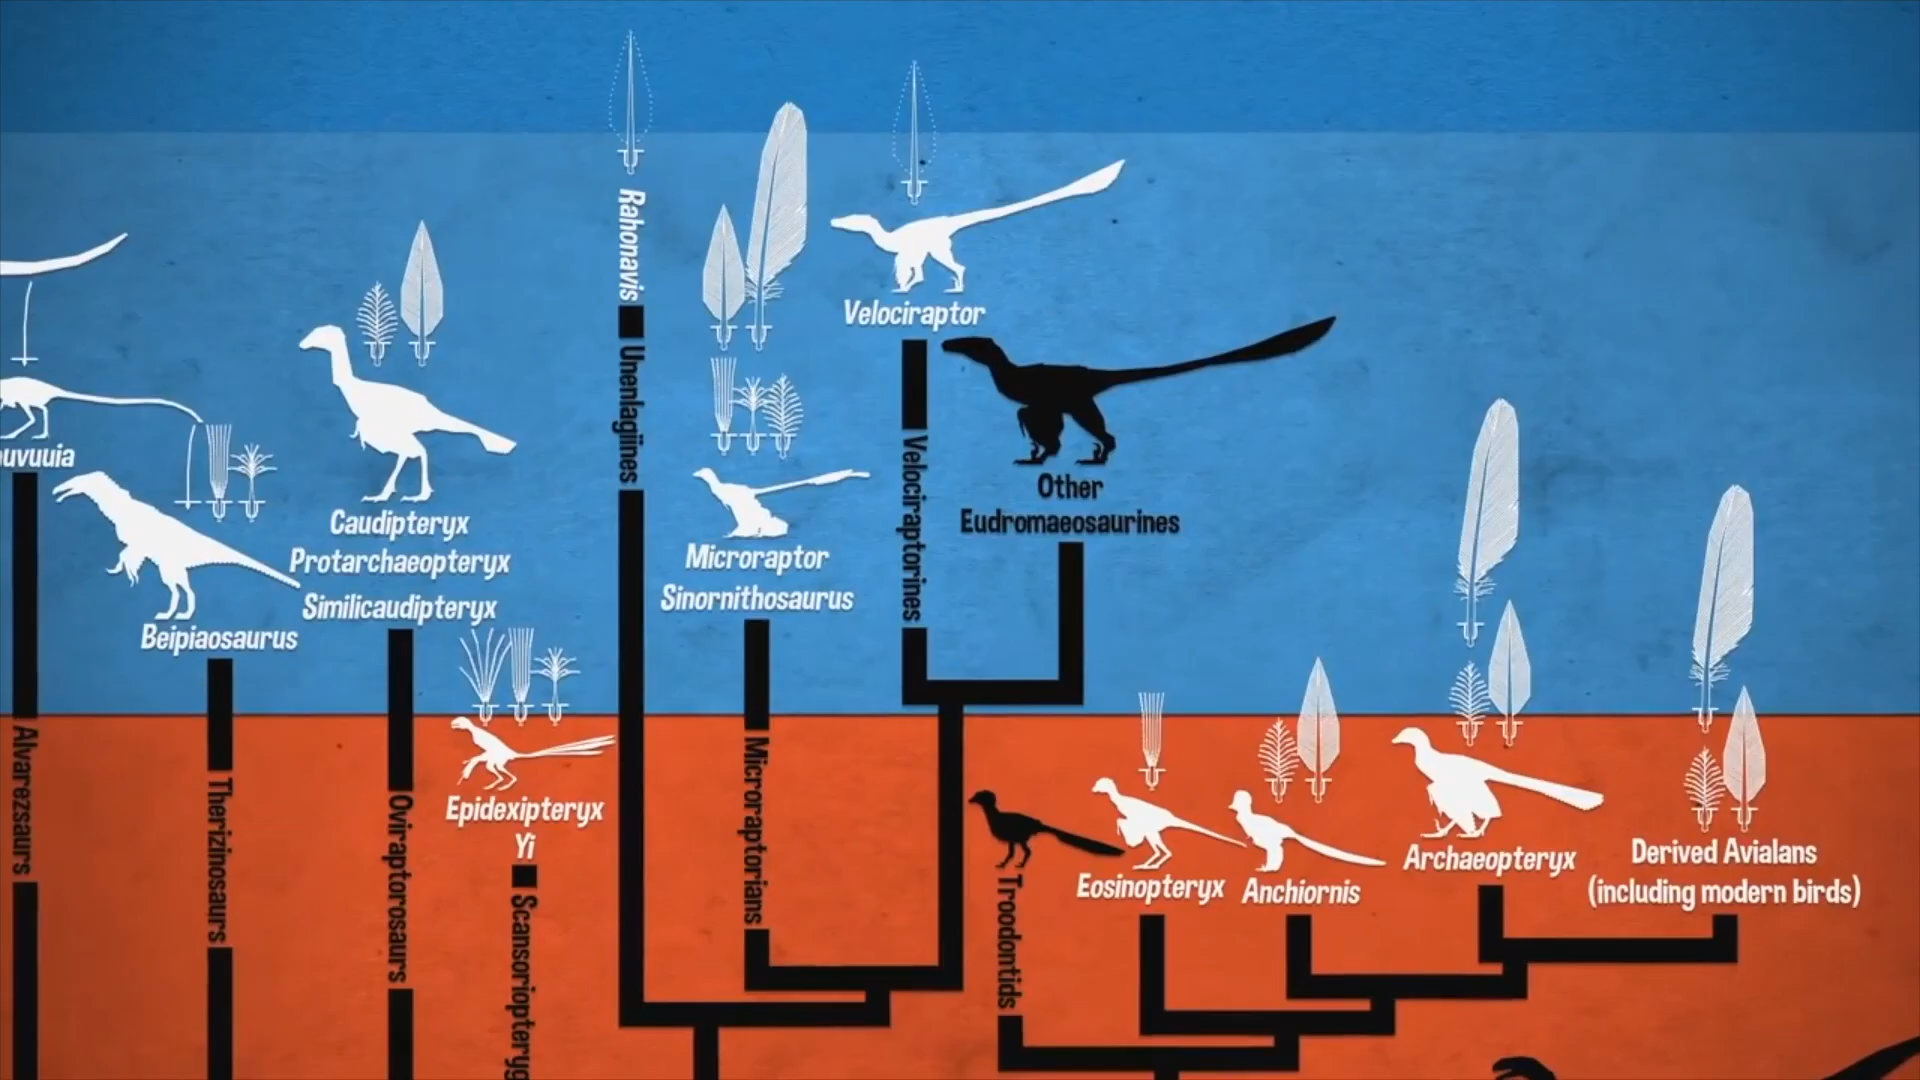 Rahonavis
Unenlagiines
Velociraptor
Velociraptorines
Other
Eudromaeosaurines
uvuuia
Alvarezsaurs
Beipiaosaurus
Therizinosaurs
Caudipteryx
Protarchaeopteryx
Similicaudipteryx
Oviraptorosaurs
Epidexipteryx
Yi
Scansoriopteryg
Microraptor
Sinornithosaurus
Microraptorians
Troodontids
Eosinopteryx
Anchiornis
Archaeopteryx
Derived Avialans
(including modern birds)